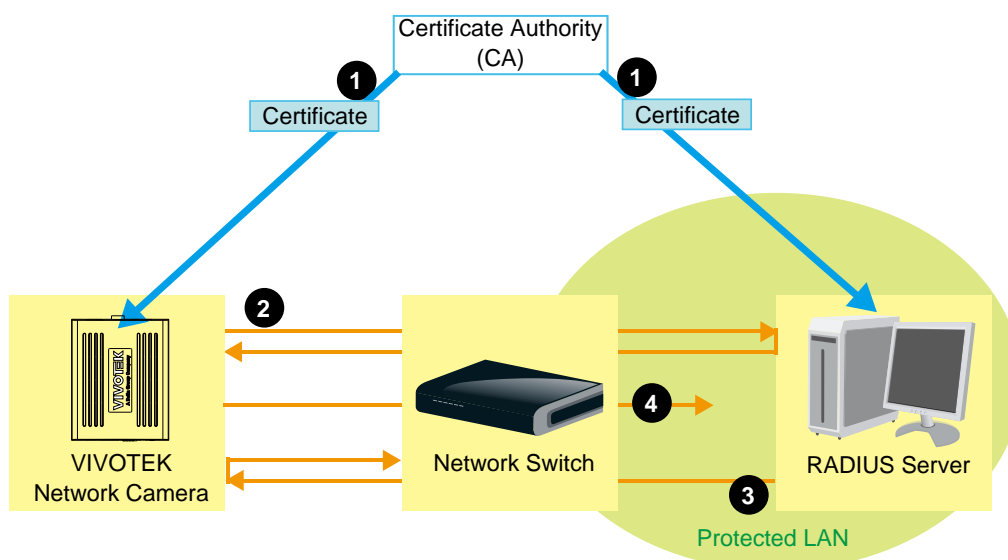 Certificate Authority
(CA)
1
1
Certificate
Certificate
2
VIVOTEK
4
VIVOTEK
Network Camera
Network Switch
RADIUS Server
3
Protected LAN